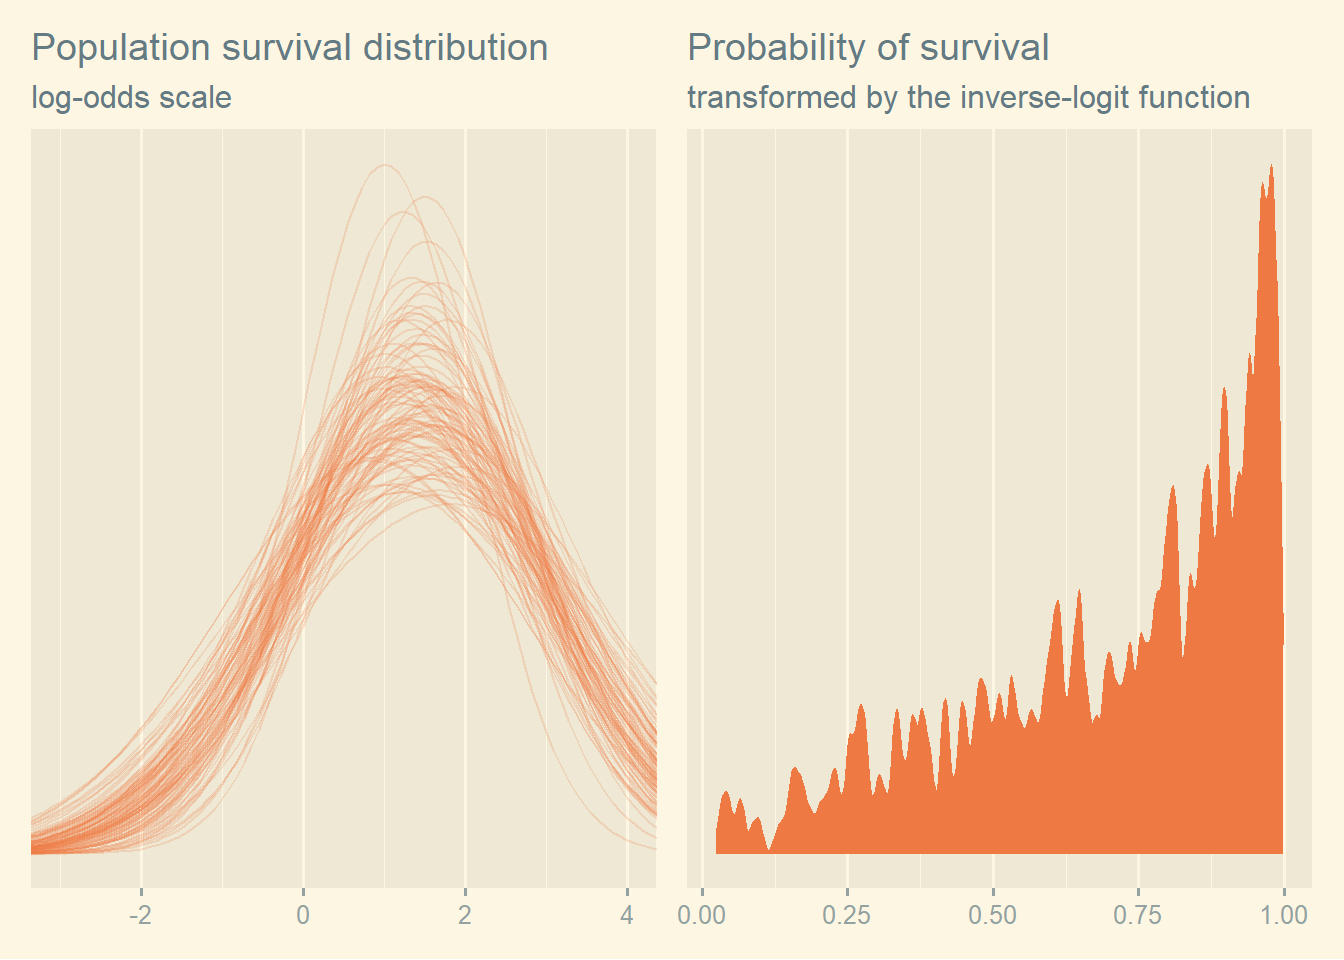 Population survival distribution
log-odds scale
-2 0 2 4
Probability of survival
transformed by the inverse-logit function
0.00 0.25 0.50 0.75 1.00